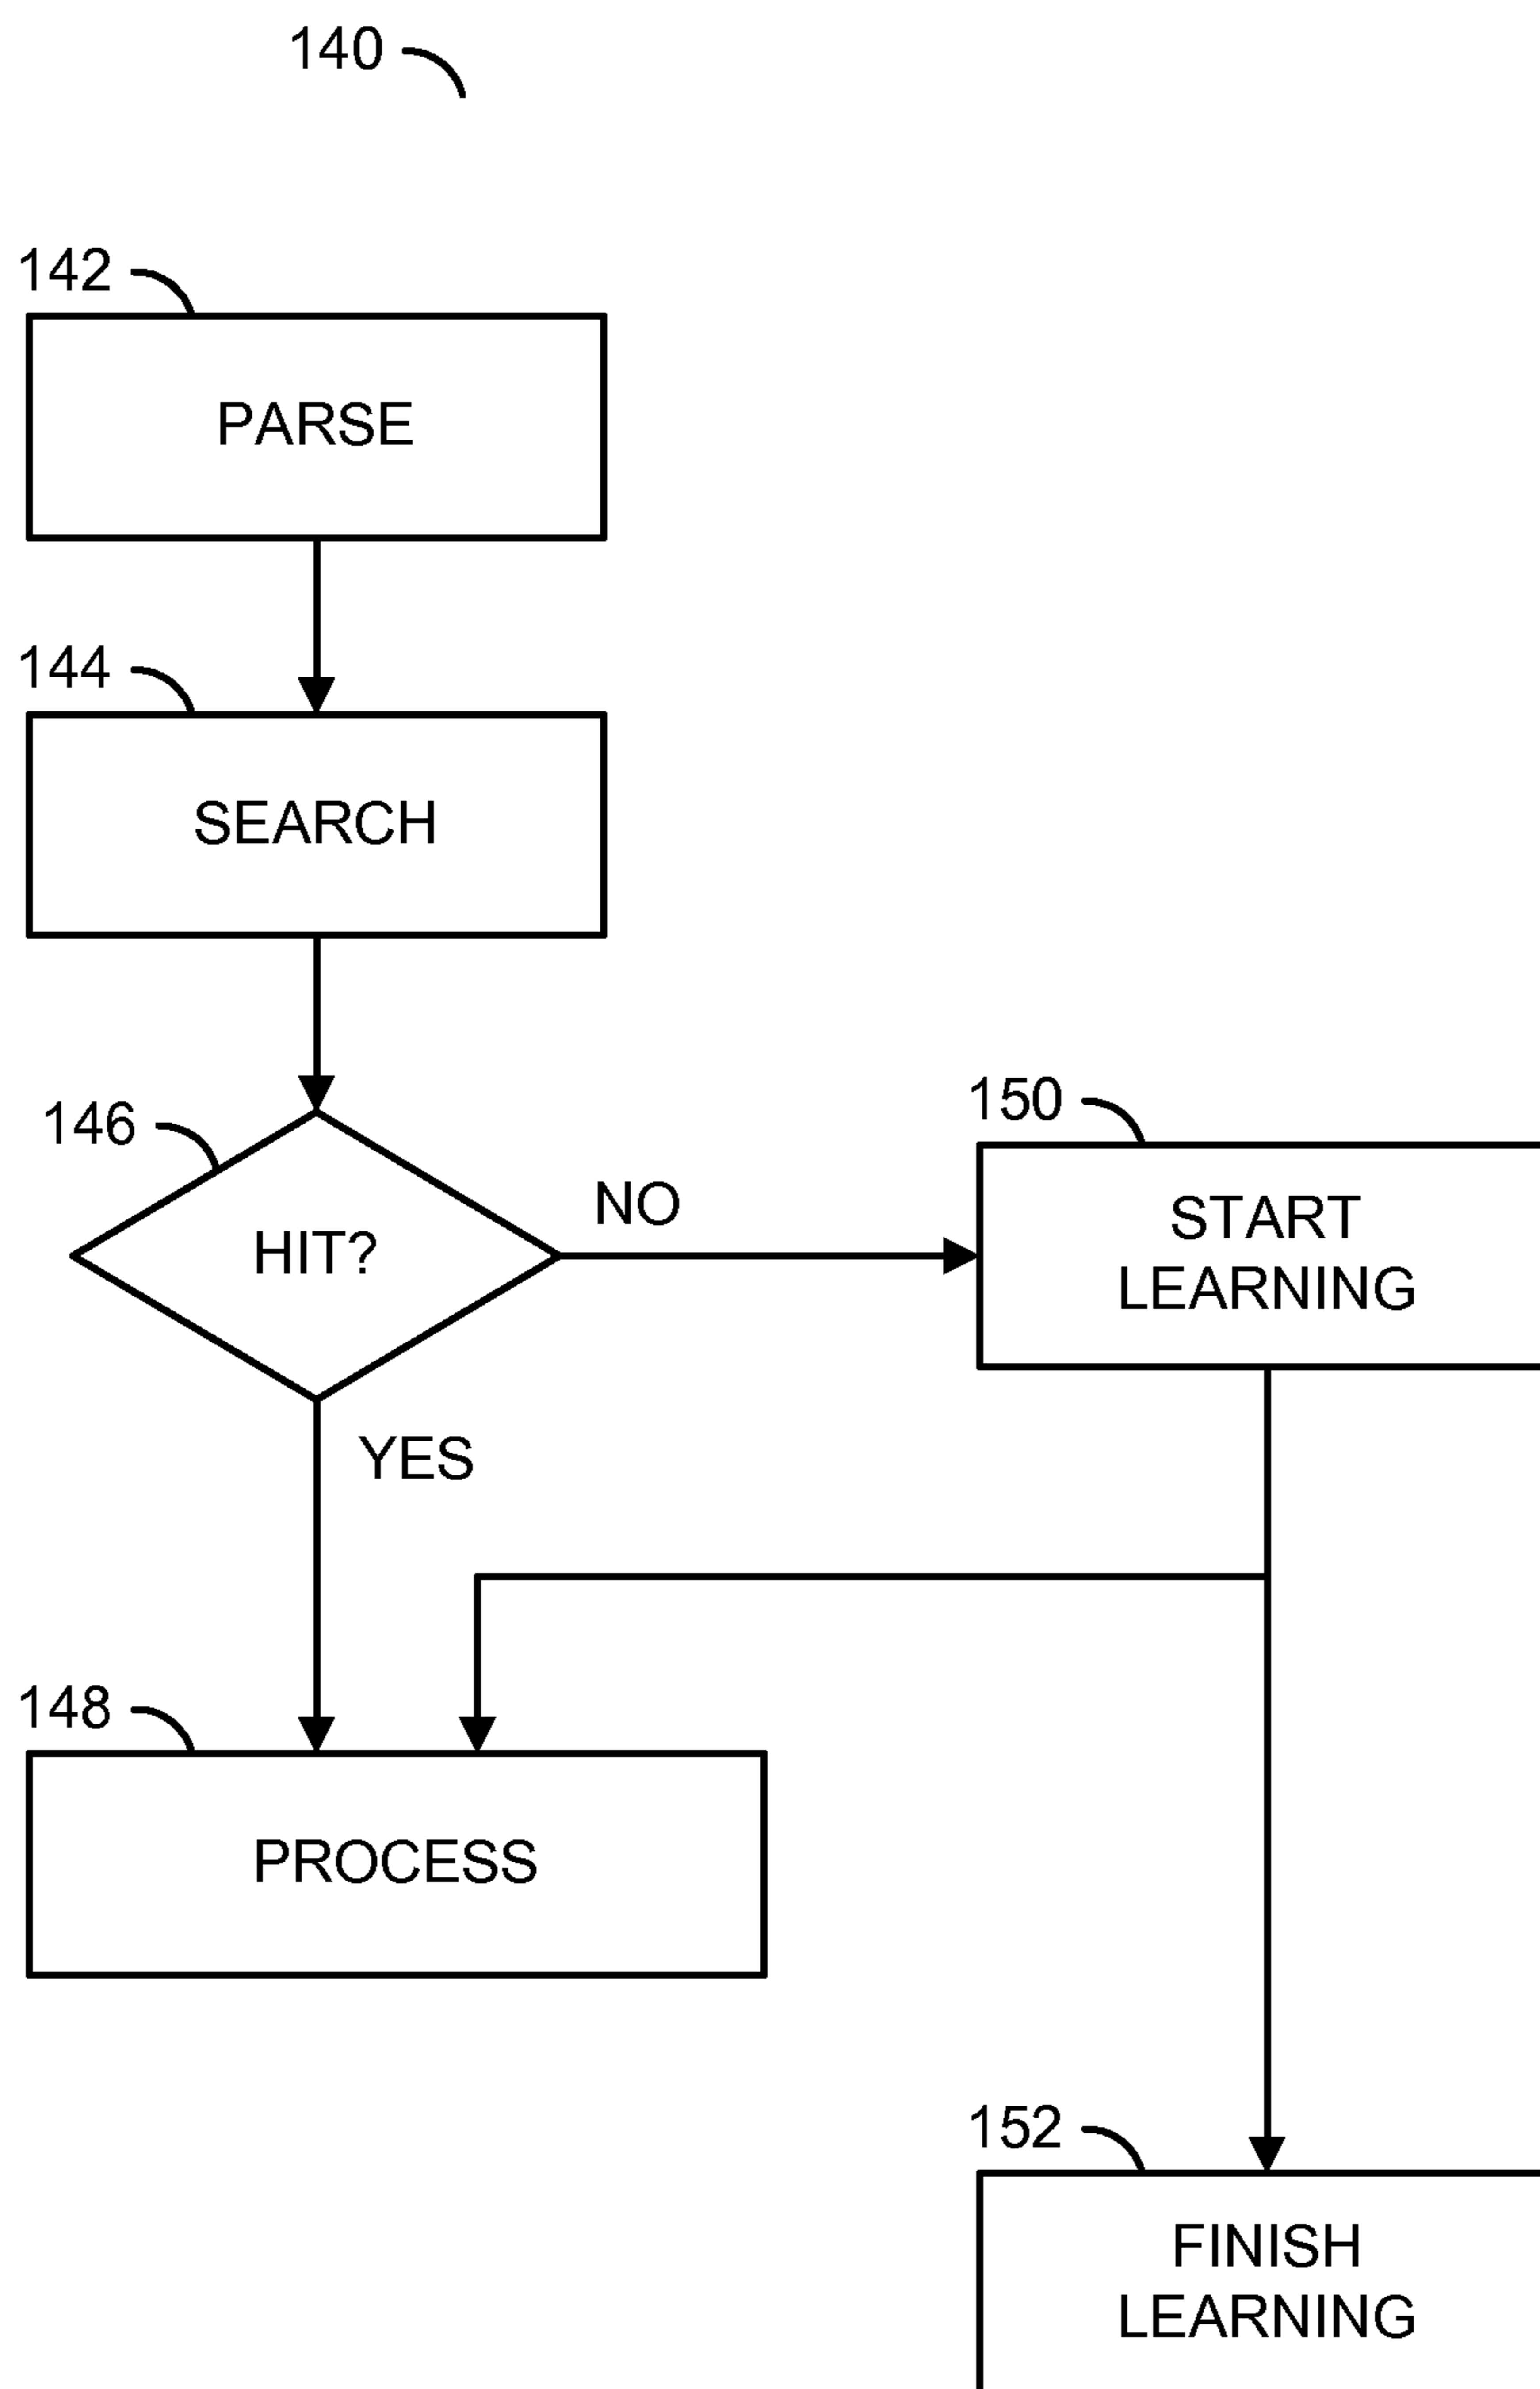 140
142
PARSE
144
SEARCH
146
HIT?
NO
150
START
LEARNING
YES
148
PROCESS
152
FINISH
LEARNING